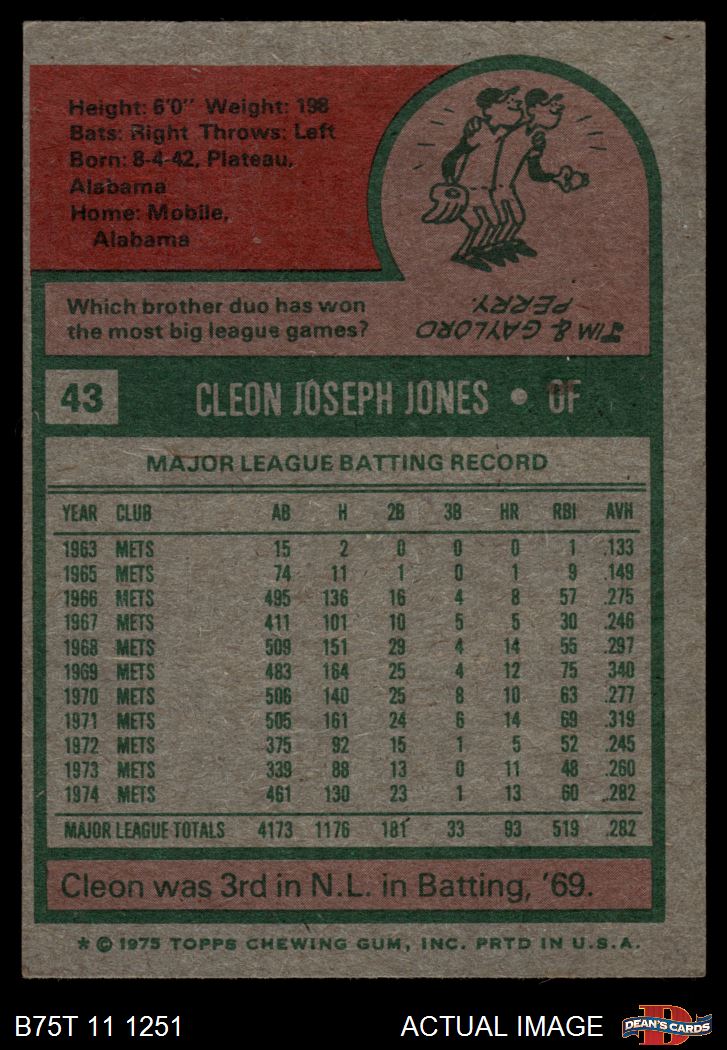 Height: 6'0" Weight: 198
Bats: Right Throws: Left
Born: 8-4-42, Plateau,
Alabama
Home: Mobile,
Alabama
Which brother duo has won
the most big league games?
JIM & GAYLORD
PERRY.
43 CLEON JOSEPH JONES • OF
MAJOR LEAGUE BATTING RECORD
YEAR CLUB AB H 2B 3B HR RBI AVH
1963 METS 15 2 0 0 0 1 .133
1965 METS 74 11 1 0 1 9 .149
1966 METS 495 136 16 4 8 57 .275
1967 METS 411 101 10 5 5 30 .246
1968 METS 509 151 29 4 14 55 .297
1969 METS 483 164 25 4 12 75 .340
1970 METS 506 140 25 8 10 63 .277
1971 METS 505 161 24 6 14 69 .319
1972 METS 375 92 15 1 5 52 .245
1973 METS 339 88 13 0 11 48 .260
1974 METS 461 130 23 1 13 60 .282
MAJOR LEAGUE TOTALS 4173 1176 181 33 93 519 .282
Cleon was 3rd in N.L. in Batting, '69.
* © 1975 TOPPS CHEWING GUM, INC. PRTD IN U.S.A.
B75T 11 1251 ACTUAL IMAGE
D
DEAN'S CARDS